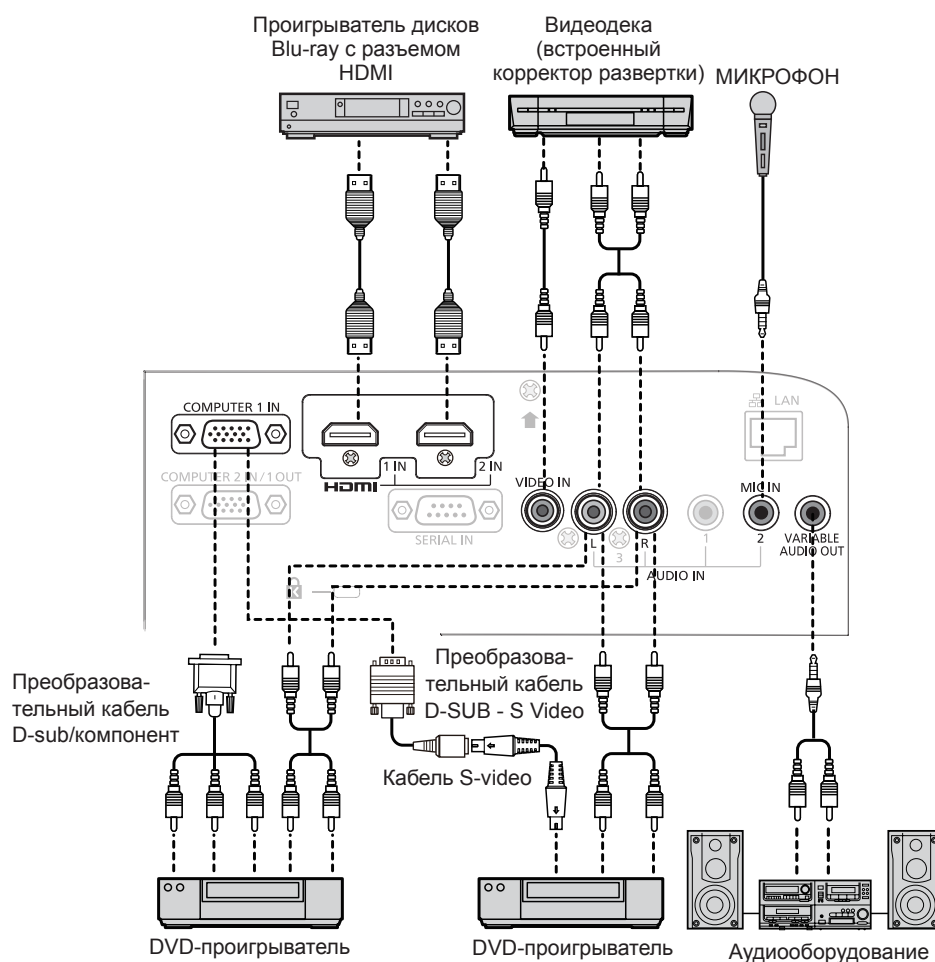 Проигрыватель дисков
Blu-ray с разъемом
HDMI
Видеодека
(встроенный
корректор развертки)
МИКРОФОН
COMPUTER 1 IN
COMPUTER 2 IN / 1 OUT
HDMI
1 IN
2 IN
SERIAL IN
VIDEO IN
L
R
3
1
2
MIC IN
LAN
VARIABLE
AUDIO OUT
AUDIO IN
K
Преобразова-
тельный кабель
D-sub/компонент
Преобразова-
тельный кабель
D-SUB - S Video
Кабель S-video
DVD-проигрыватель
DVD-проигрыватель
Аудиооборудование